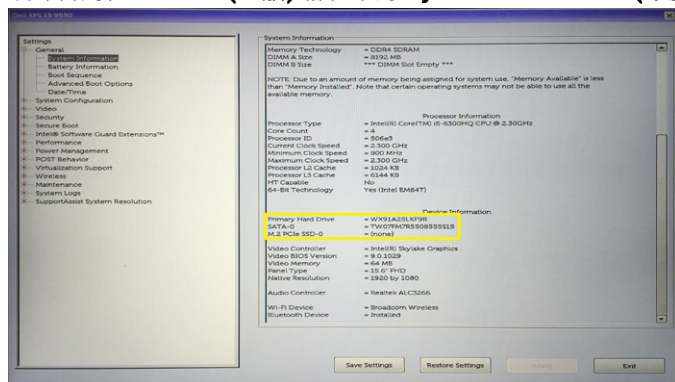 Dell XPS 15 9550
Settings
General
System Information
Battery Information
Boot Sequence
Advanced Boot Options
Date/Time
System Configuration
Video
Security
Secure Boot
Intel® Software Guard Extensions™
Performance
Power Management
POST Behavior
Virtualization Support
Wireless
Maintenance
System Logs
SupportAssist System Resolution
System Information
Memory Technology = DDR4 SDRAM
DIMM A Size = 8192 MB
DIMM B Size *** DIMM Slot Empty ***
NOTE: Due to an amount of memory being assigned for system use, "Memory Available" is less
than "Memory Installed". Note that certain operating systems may not be able to use all the
available memory.
Processor Information
Processor Type = Intel(R) Core(TM) i5-6300HQ CPU @ 2.30GHz
Core Count = 4
Processor ID = 506e3
Current Clock Speed = 2.300 GHz
Minimum Clock Speed = 800 MHz
Maximum Clock Speed = 2.300 GHz
Processor L2 Cache = 1024 KB
Processor L3 Cache = 6144 KB
HT Capable No
64-Bit Technology Yes (Intel EM64T)
Device Information
Primary Hard Drive
SATA-0
M.2 PCIe SSD-0 = (none)
Video Controller = Intel(R) Skylake Graphics
Video BIOS Version = 9.0.1029
Video Memory = 64 MB
Panel Type = 15.6" FHD
Native Resolution = 1920 by 1080
Audio Controller = Realtek ALC3266
Wi-Fi Device = Broadcom Wireless
Bluetooth Device = Installed
Save Settings
Restore Settings
Apply
Exit